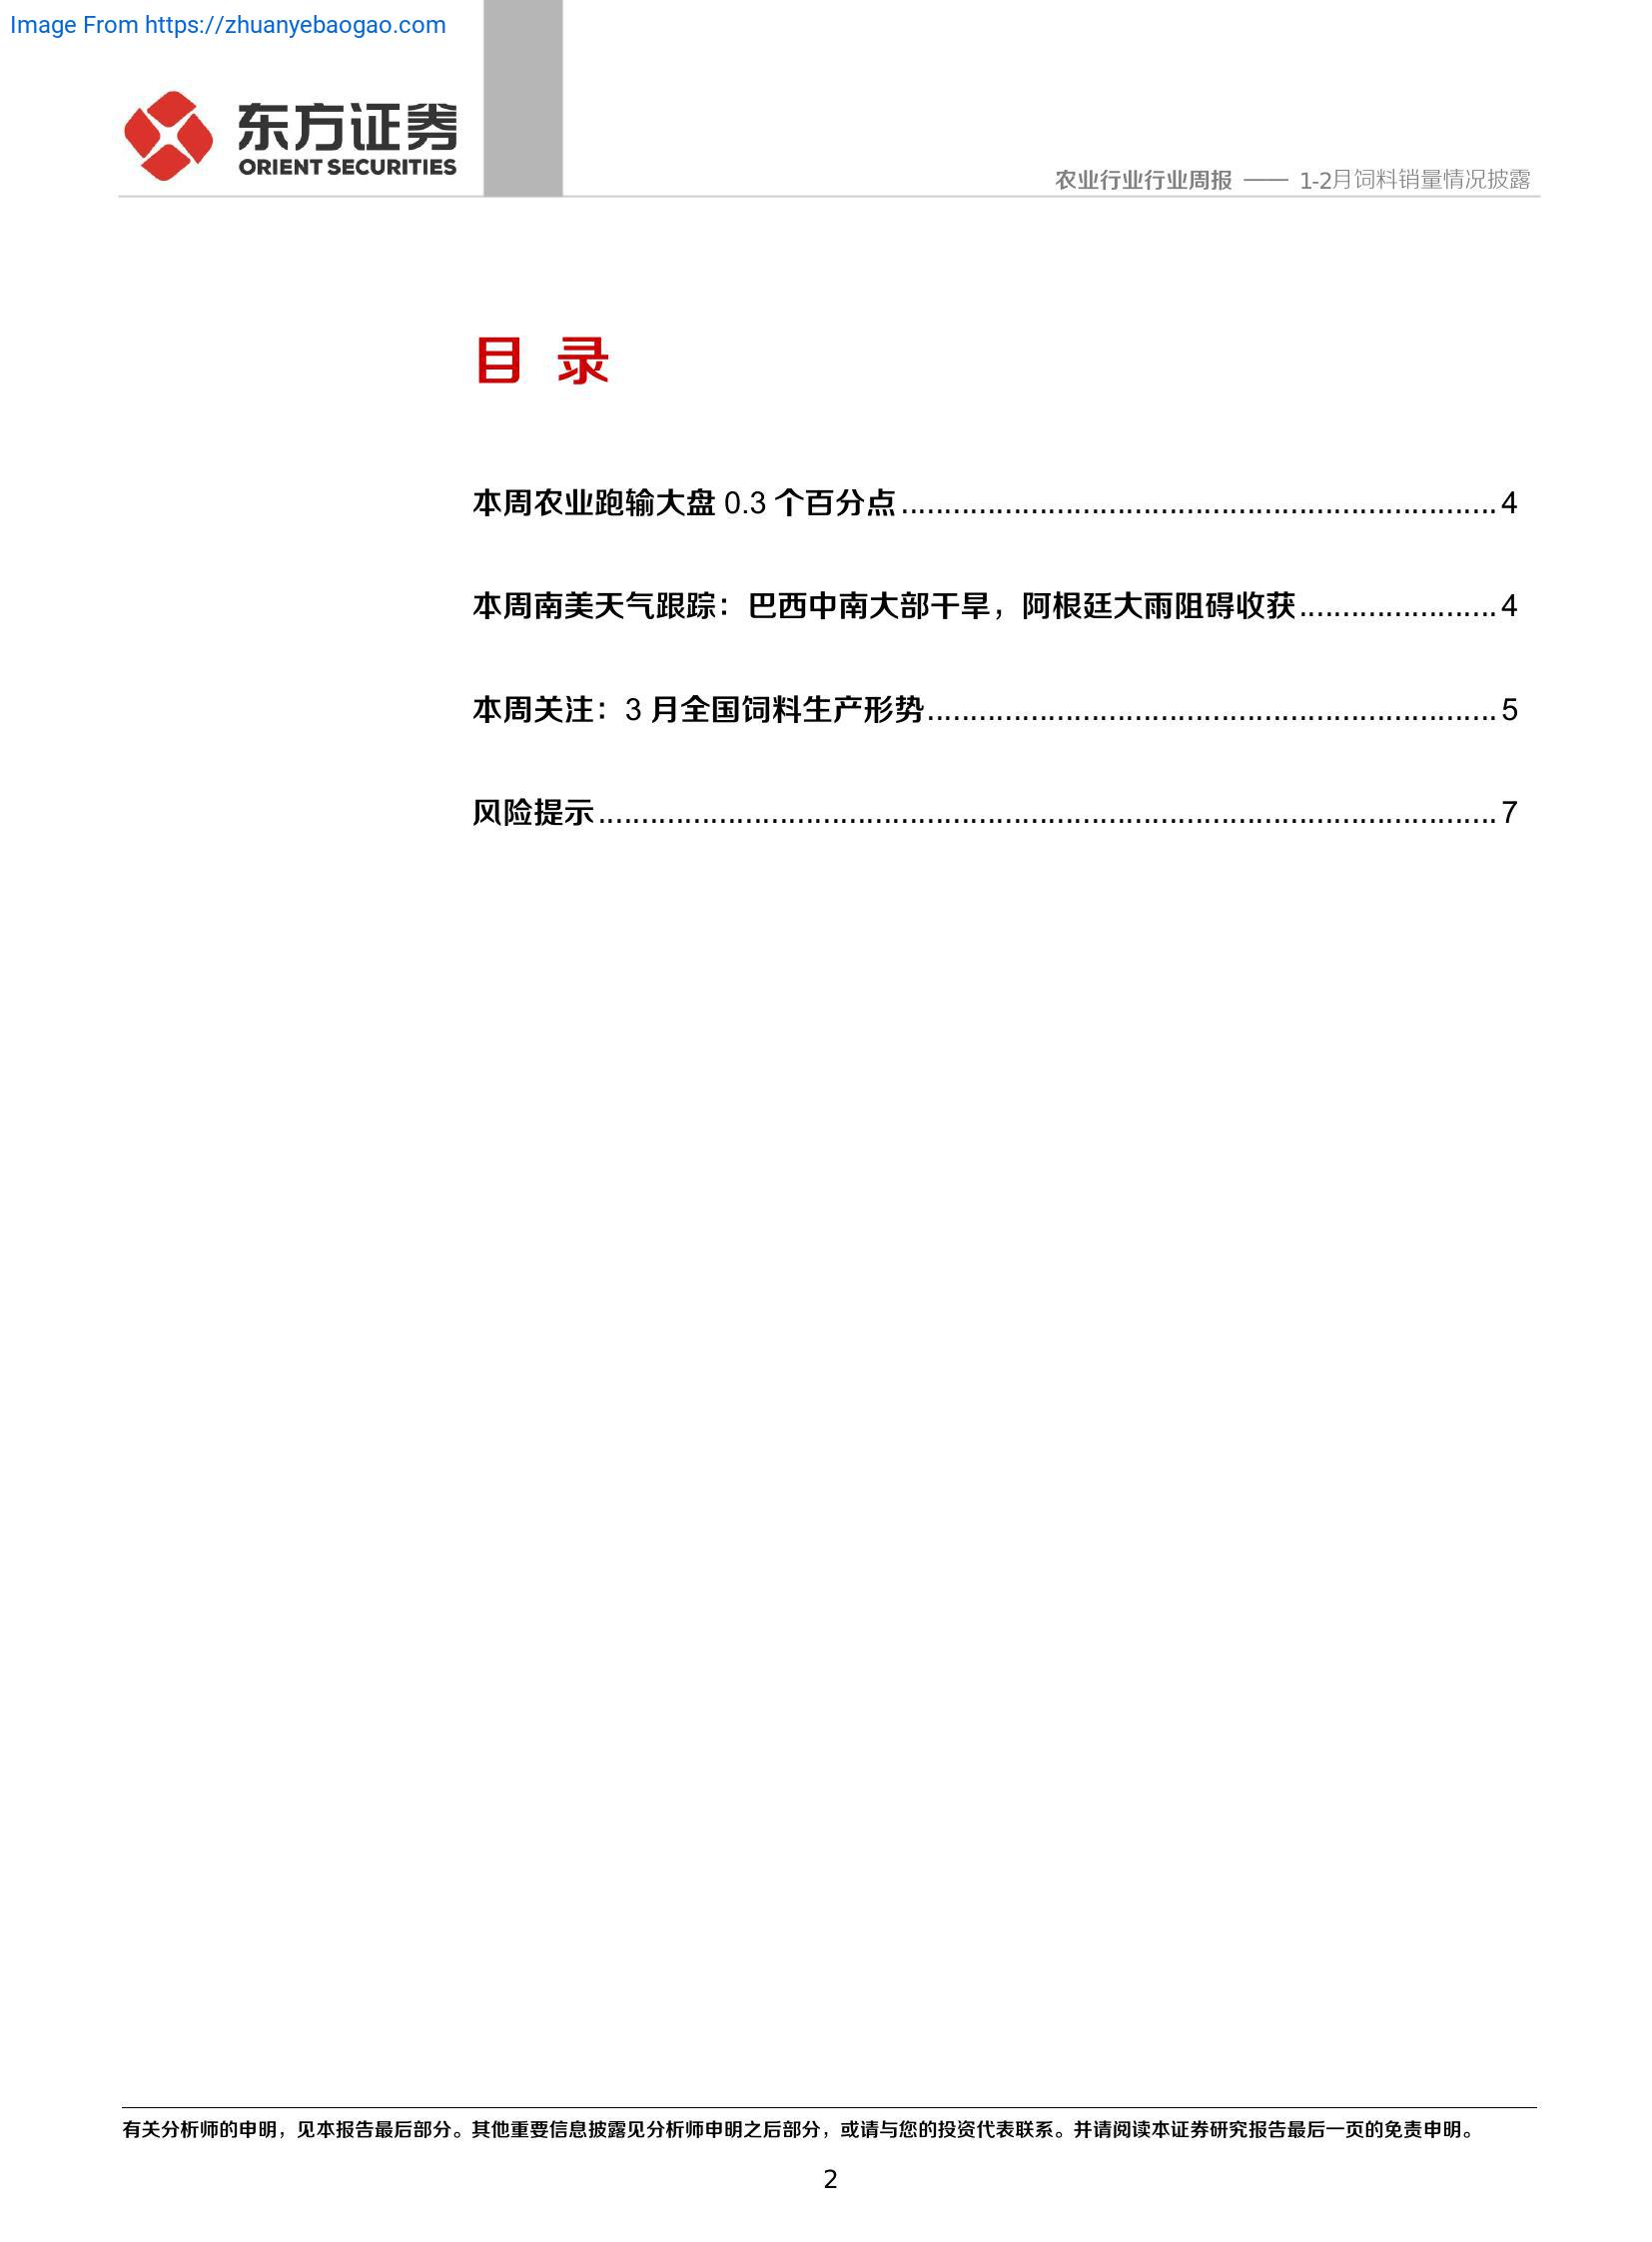 Image From https://zhuanyebaogao.com
东方证券
ORIENT SECURITIES
农业行业行业周报 —— 1-2月饲料销量情况披露
目 录
本周农业跑输大盘 0.3 个百分点.....................................................................4
本周南美天气跟踪：巴西中南大部干旱，阿根廷大雨阻碍收获.......................4
本周关注：3 月全国饲料生产形势..................................................................5
风险提示........................................................................................................7
有关分析师的申明，见本报告最后部分。其他重要信息披露见分析师申明之后部分，或请与您的投资代表联系。并请阅读本证券研究报告最后一页的免责申明。
2